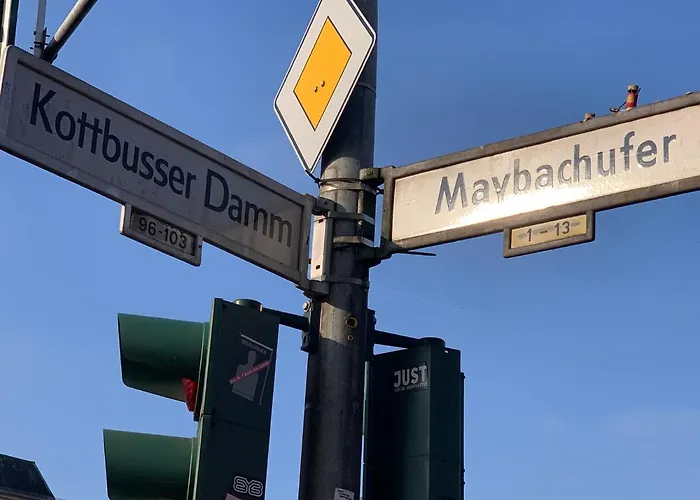 Kottbusser Damm
96-103
Maybachufer
1 - 13
JUST